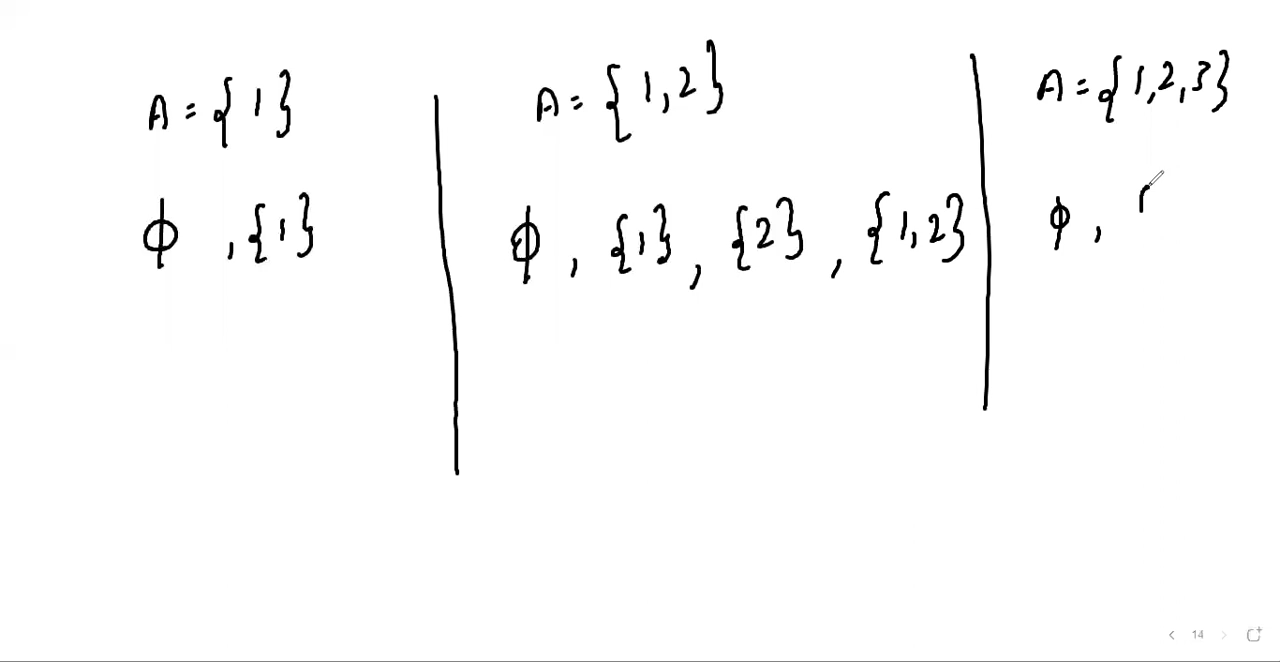 A = {1}
ϕ , {1}
A = {1,2}
ϕ , {1} , {2} , {1,2}
A = {1,2,3}
ϕ ,
14